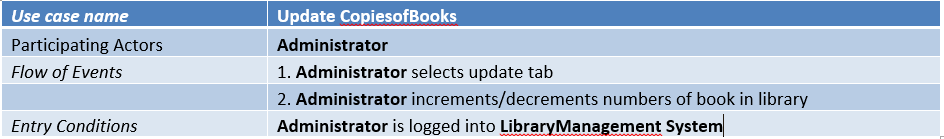 Use case name Update CopiesofBooks
Participating Actors Administrator
Flow of Events 1. Administrator selects update tab
2. Administrator increments/decrements numbers of book in library
Entry Conditions Administrator is logged into LibraryManagement System